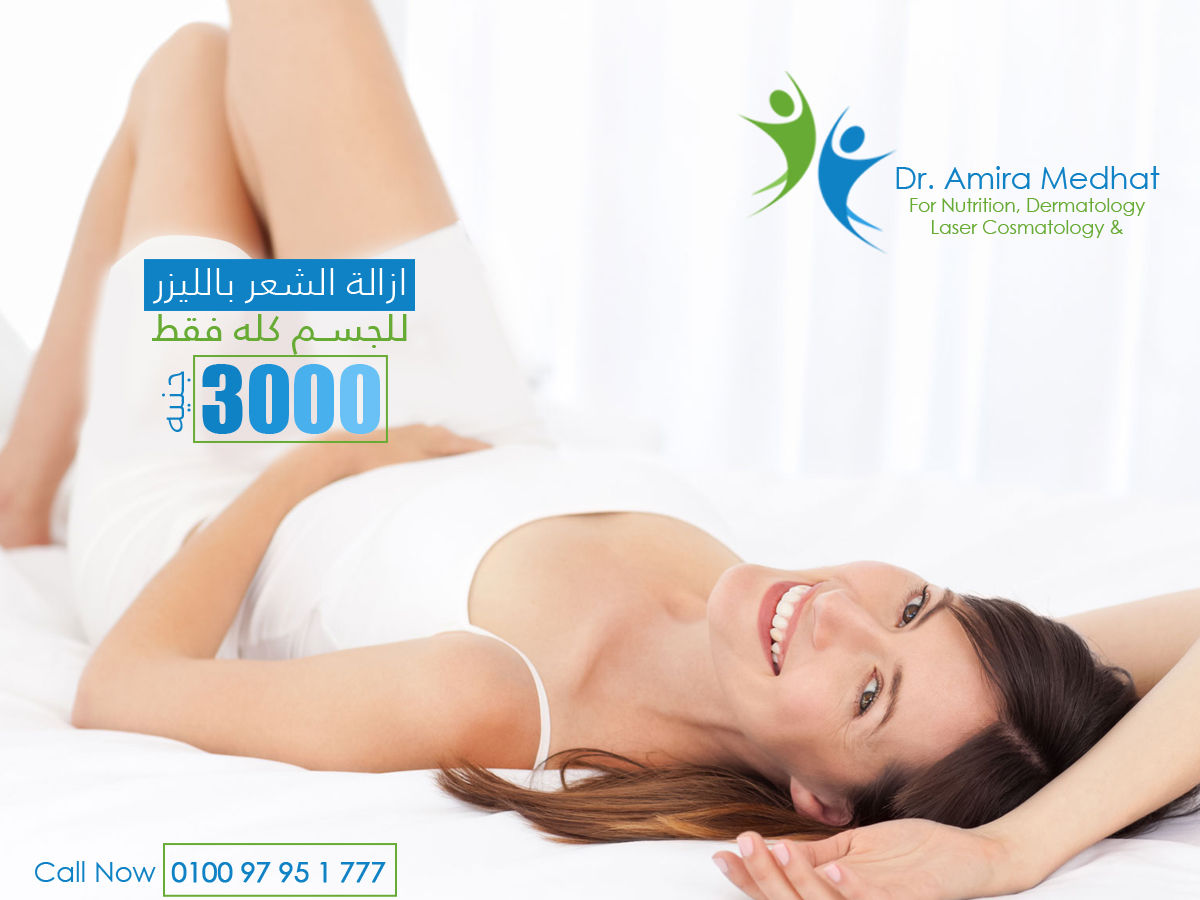 Dr. Amira Medhat
For Nutrition, Dermatology
Laser Cosmatology &
ازالة الشعر بالليزر
للجسم كله فقط
3000 جنيه
Call Now 0100 97 95 1 777